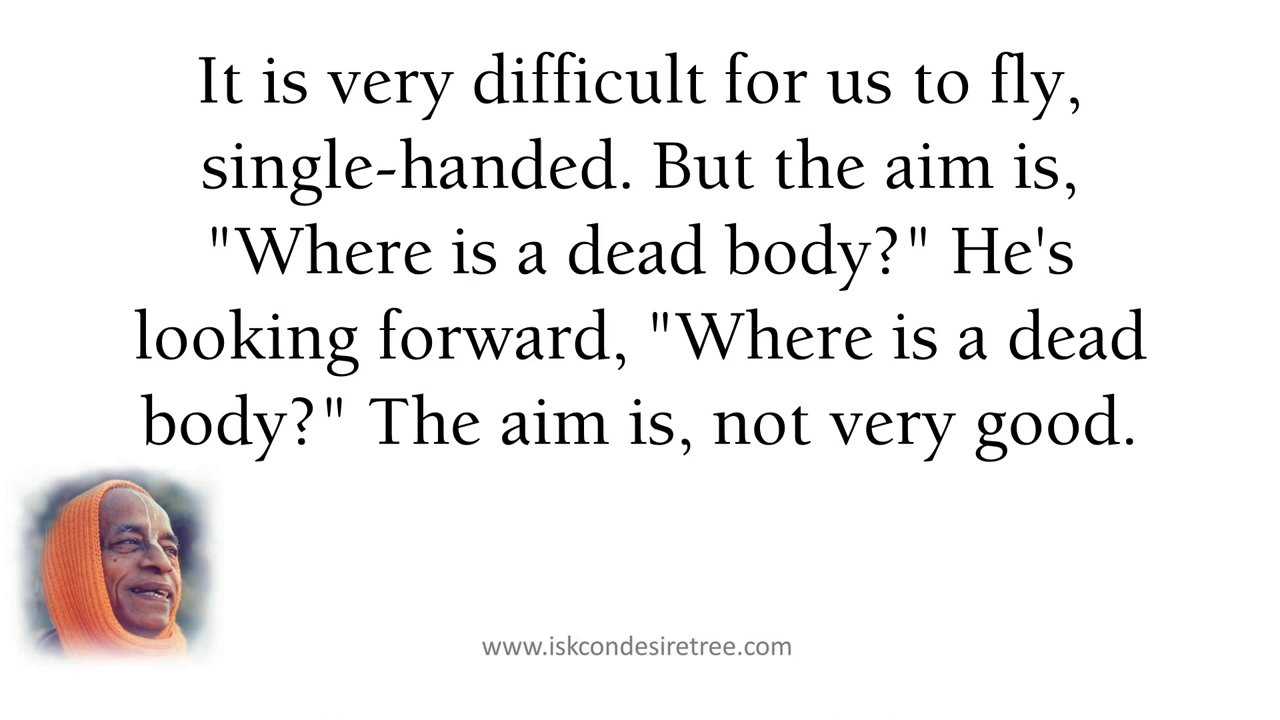 It is very difficult for us to fly,
single-handed. But the aim is,
"Where is a dead body?" He's
looking forward, "Where is a dead
body?" The aim is, not very good.
www.iskcondesiretree.com